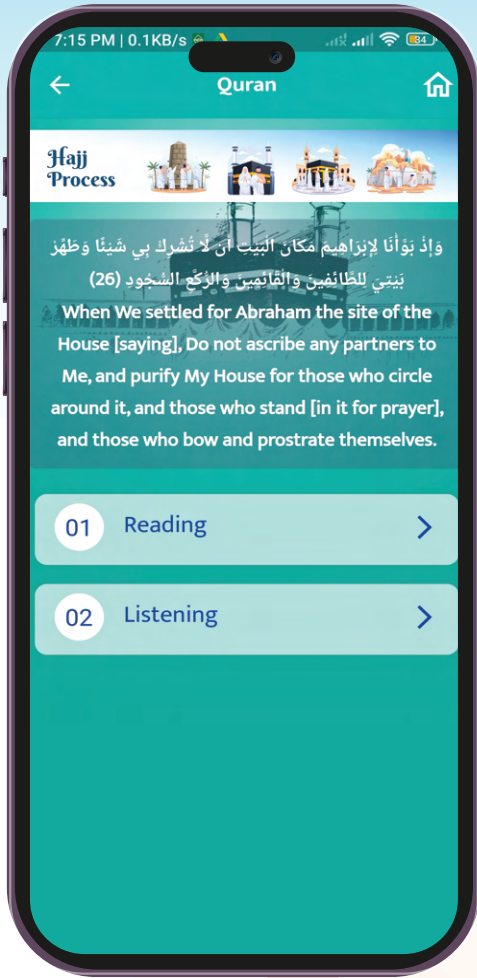 7:15 PM | 0.1KB/s
84
Quran
Hajj
Process
وَإِذْ بَوَّأْنَا لِإِبْرَاهِيمَ مَكَانَ الْبَيْتِ أَن لَّا تُشْرِكْ بِي شَيْئًا وَطَهِّرْ
بَيْتِيَ لِلطَّائِفِينَ وَالْقَائِمِينَ وَالرُّكَّعِ السُّجُودِ (26)
When We settled for Abraham the site of the
House [saying], Do not ascribe any partners to
Me, and purify My House for those who circle
around it, and those who stand [in it for prayer],
and those who bow and prostrate themselves.
01 Reading
02 Listening